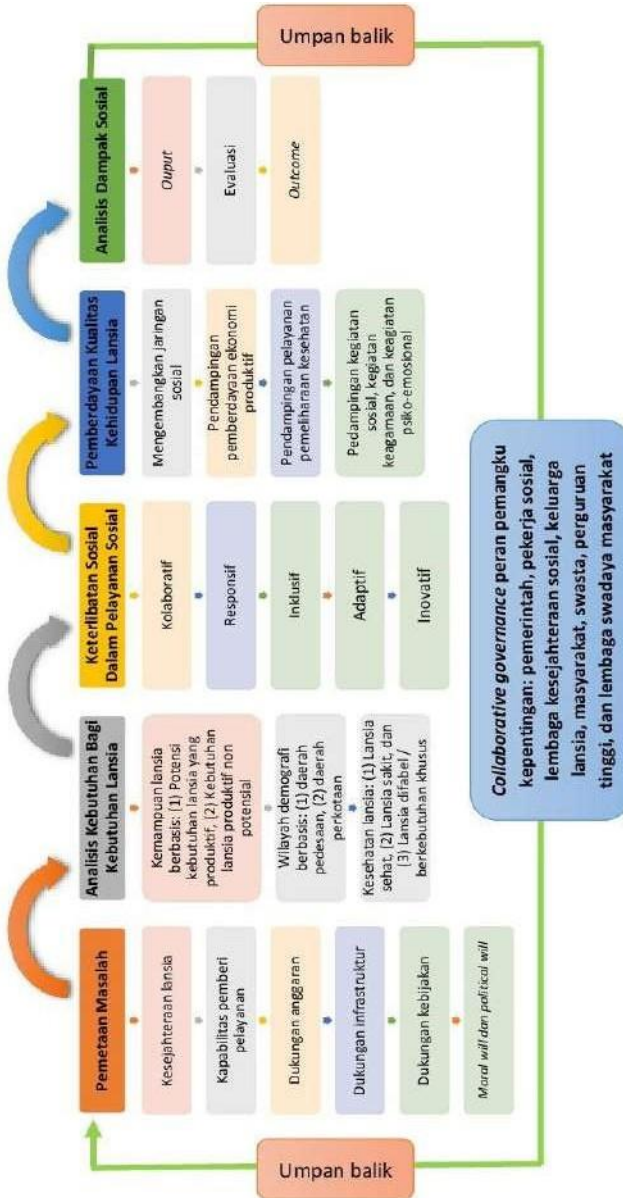 Pemetaan Masalah
Kesejahteraan lansia
Kapabilitas pemberi
pelayanan
Dukungan anggaran
Dukungan infrastruktur
Dukungan kebijakan
Moral will dan political will
Analisis Kebutuhan Bagi
Kebutuhan Lansia
Kemampuan lansia
berbasis: (1) Potensi
kebutuhan lansia yang
produktif, (2) Kebutuhan
lansia produktif non
potensial
Wilayah demografi
berbasis: (1) daerah
pedesaan, (2) daerah
perkotaan
Kesehatan lansia: (1) Lansia
sehat, (2) Lansia sakit, dan
(3) Lansia difabel /
berkebutuhan khusus
Keterlibatan Sosial
Dalam Pelayanan Sosial
Kolaboratif
Responsif
Inklusif
Adaptif
Inovatif
Pemberdayaan Kualitas
Kehidupan Lansia
Mengembangkan jaringan
sosial
Pendampingan
pemberdayaan ekonomi
produktif
Pendampingan pelayanan
pemeliharaan kesehatan
Pedampingan kegiatan
sosial, kegiatan
keagamaan, dan keagiatan
psiko-emosional
Analisis Dampak Sosial
Ouput
Evaluasi
Outcome
Umpan balik
Umpan balik
Collaborative governance peran pemangku
kepentingan: pemerintah, pekerja sosial,
lembaga kesejahteraan sosial, keluarga
lansia, masyarakat, swasta, perguruan
tinggi, dan lembaga swadaya masyarakat